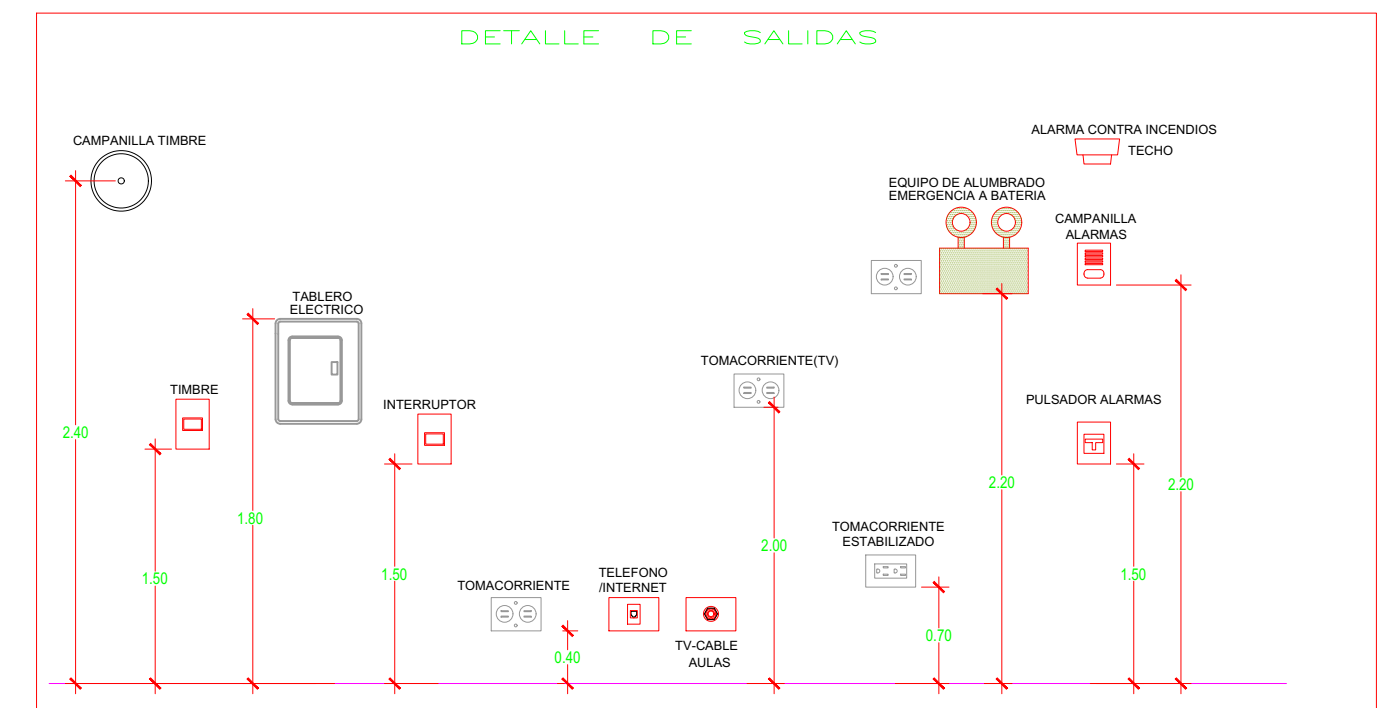 DETALLE DE SALIDAS
CAMPANILLA TIMBRE
ALARMA CONTRA INCENDIOS
TECHO
EQUIPO DE ALUMBRADO
EMERGENCIA A BATERIA
CAMPANILLA
ALARMAS
TABLERO
ELECTRICO
TOMACORRIENTE(TV)
TIMBRE
INTERRUPTOR
PULSADOR ALARMAS
2.40
2.20
2.20
1.80
TOMACORRIENTE
ESTABILIZADO
2.00
TELEFONO
/INTERNET
TOMACORRIENTE
1.50
1.50
1.50
0.70
TV-CABLE
AULAS
0.40